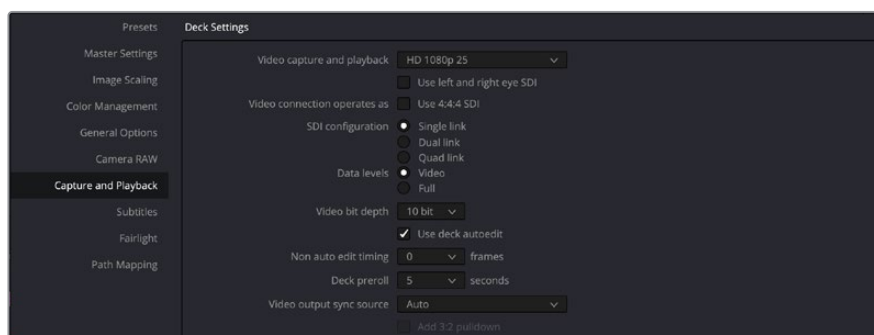 Presets
Master Settings
Image Scaling
Color Management
General Options
Camera RAW
Capture and Playback
Subtitles
Fairlight
Path Mapping
Deck Settings
Video capture and playback HD 1080p 25
Use left and right eye SDI
Video connection operates as Use 4:4:4 SDI
SDI configuration Single link
Dual link
Quad link
Data levels Video
Full
Video bit depth 10 bit
Use deck autoedit
Non auto edit timing 0 frames
Deck preroll 5 seconds
Video output sync source Auto
Add 3:2 pulldown